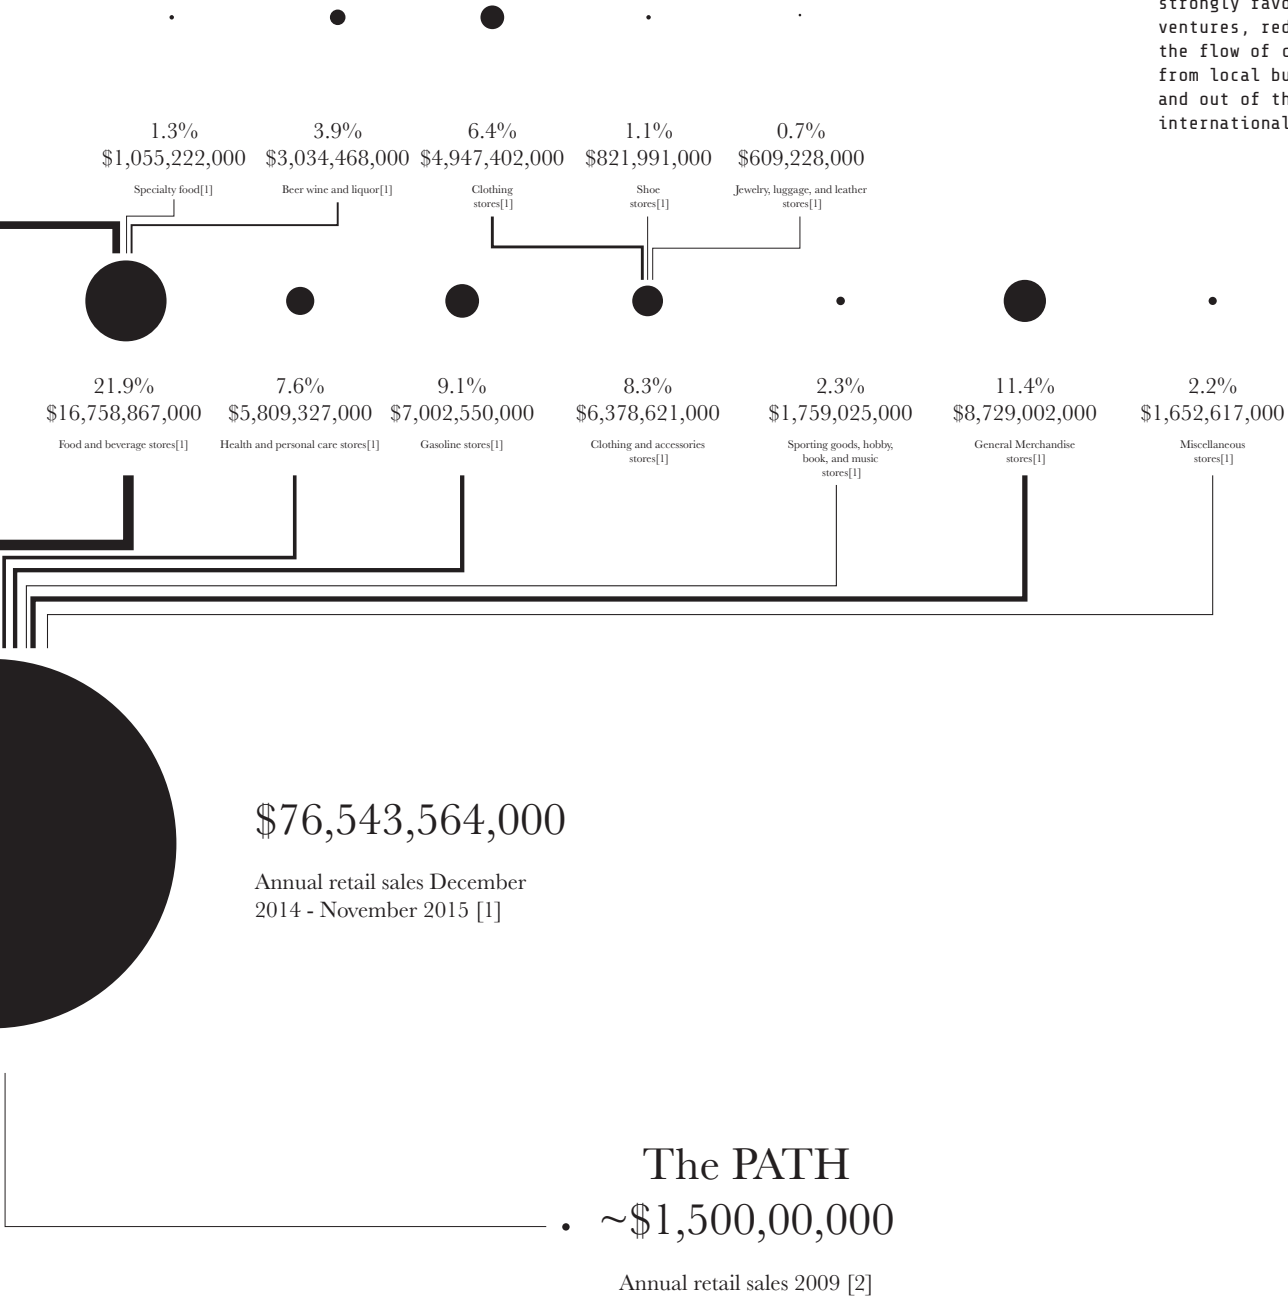 strongly
ventures,
the flow of
from local
and out of
international
1.3%
$1,055,222,000
Specialty food[1]
3.9%
$3,034,468,000
Beer wine and liquor[1]
6.4%
$4,947,402,000
Clothing
stores[1]
1.1%
$821,991,000
Shoe
stores[1]
0.7%
$609,228,000
Jewelry, luggage, and leather
stores[1]
21.9%
$16,758,867,000
Food and beverage stores[1]
7.6%
$5,809,327,000
Health and personal care stores[1]
9.1%
$7,002,550,000
Gasoline stores[1]
8.3%
$6,378,621,000
Clothing and accessories
stores[1]
2.3%
$1,759,025,000
Sporting goods, hobby,
book, and music
stores[1]
11.4%
$8,729,002,000
General Merchandise
stores[1]
2.2%
$1,652,617,000
Miscellaneous
stores[1]
$76,543,564,000
Annual retail sales December
2014 - November 2015 [1]
The PATH
~$1,500,00,000
Annual retail sales 2009 [2]